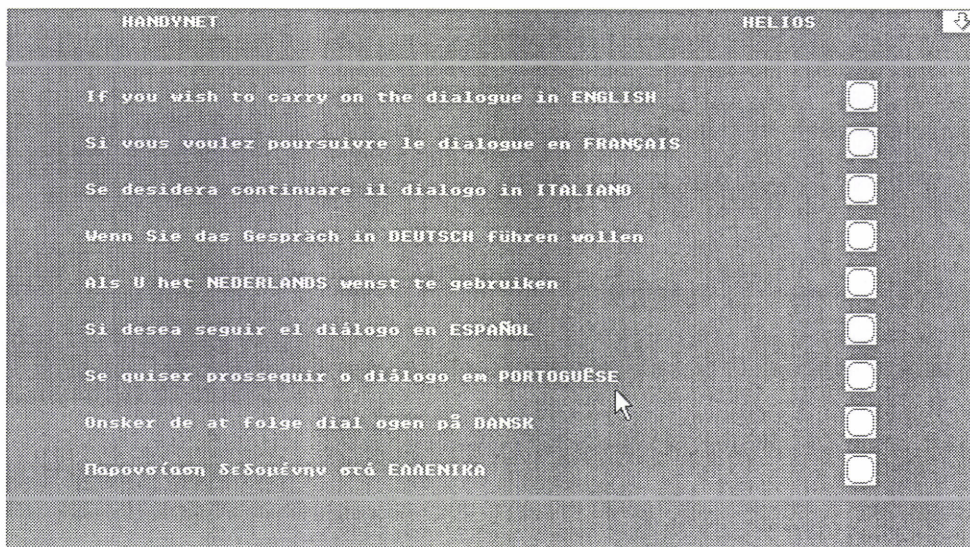 HANDYNET HELIOS
If you wish to carry on the dialogue in ENGLISH
Si vous voulez poursuivre le dialogue en FRANÇAIS
Se desidera continuare il dialogo in ITALIANO
Wenn Sie das Gespräch in DEUTSCH führen wollen
Als U het NEDERLANDS wenst te gebruiken
Si desea seguir el diálogo en ESPAÑOL
Se quiser prosseguir o diálogo em PORTOGUÊSE
Onsker de at folge dial ogen på DANSK
Παρουσίαση δεδομένην στά ΕΛΛΕΝΙΚΑ